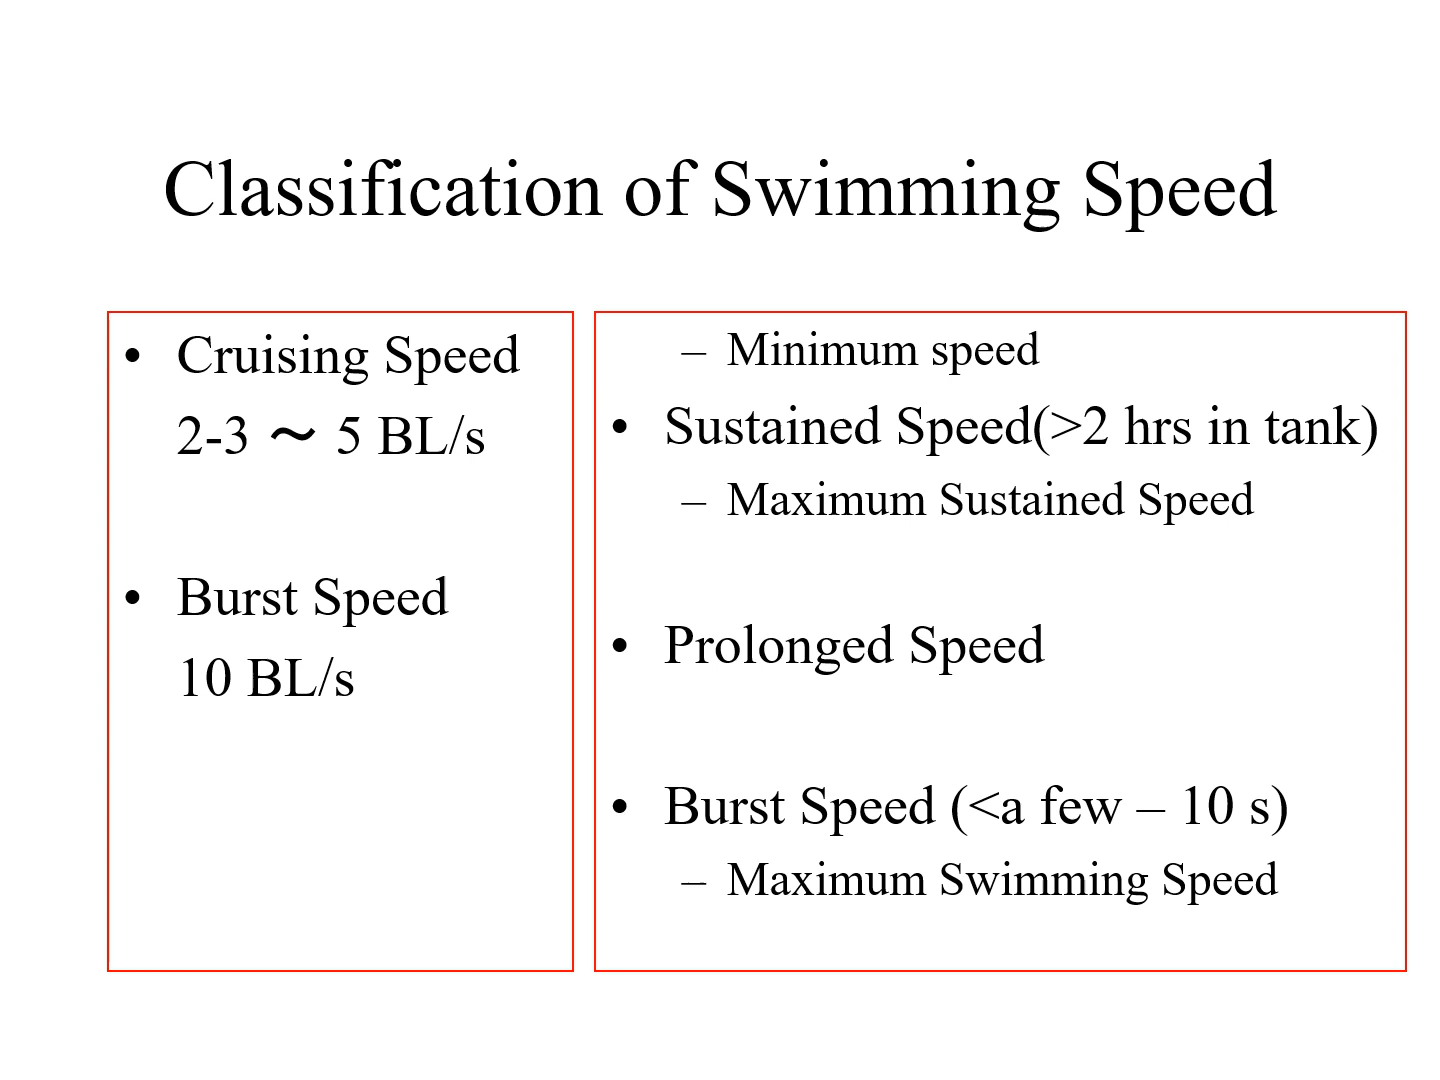 Classification of Swimming Speed
• Cruising Speed
2-3 ～ 5 BL/s
• Burst Speed
10 BL/s
– Minimum speed
• Sustained Speed(>2 hrs in tank)
– Maximum Sustained Speed
• Prolonged Speed
• Burst Speed (<a few – 10 s)
– Maximum Swimming Speed